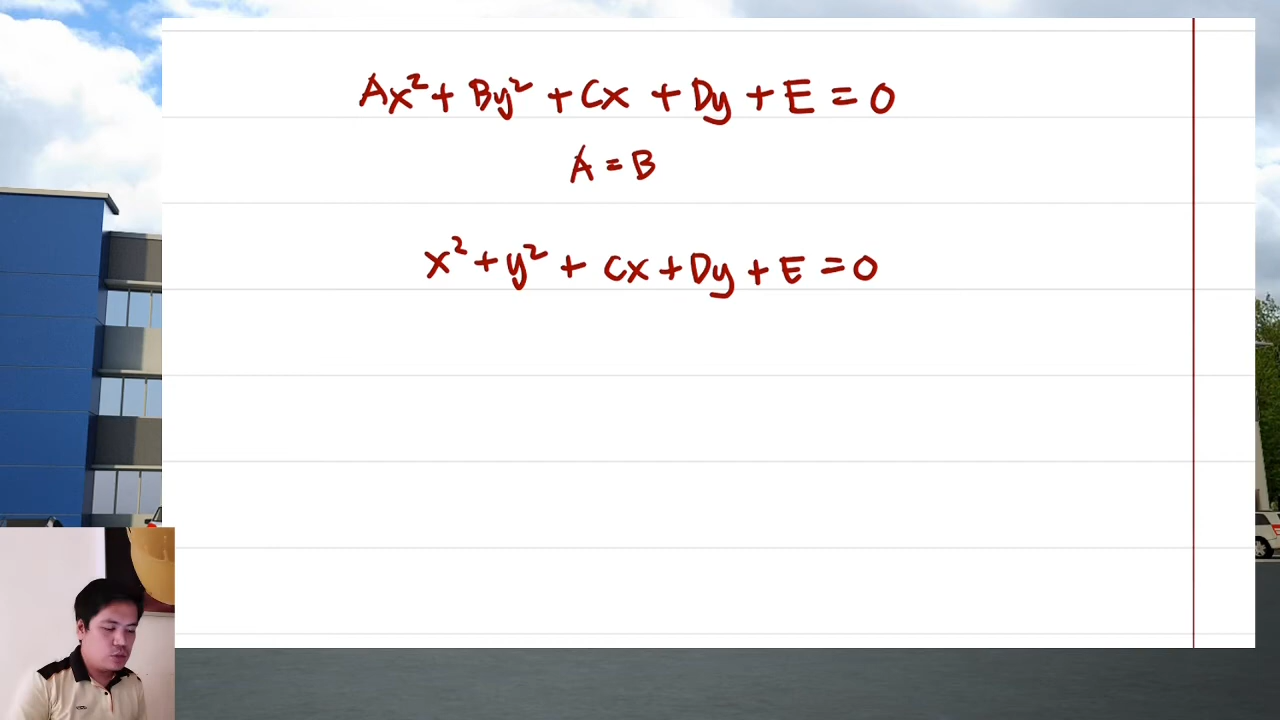 Ax² + By² + Cx + Dy + E = 0
A = B
x² + y² + Cx + Dy + E = 0